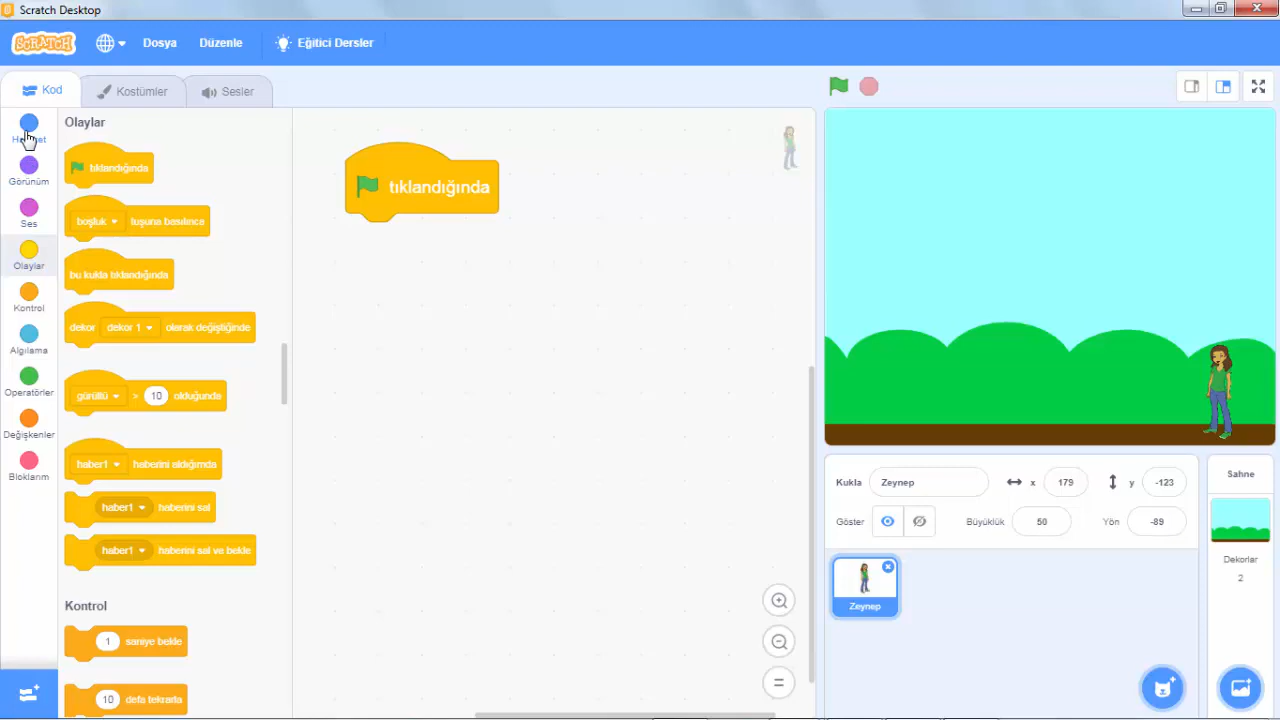 Scratch Desktop
SCRATCH
Dosya
Düzenle
Eğitici Dersler
Kod
Kostümler
Sesler
Görünüm
Ses
Olaylar
Kontrol
Algılama
Operatörler
Değişkenler
Bloklarım
Olaylar
tıklandığında
boşluk tuşuna basılınca
bu kukla tıklandığında
dekor dekor 1 olarak değiştiğinde
gürültü > 10 olduğunda
haber1 haberini aldığımda
haber1 haberini sal
haber1 haberini sal ve bekle
Kontrol
1 saniye bekle
10 defa tekrarla
tıklandığında
Kukla Zeynep x 179 y -123
Göster Büyüklük 50 Yön -89
Zeynep
Sahne
Dekorlar
2